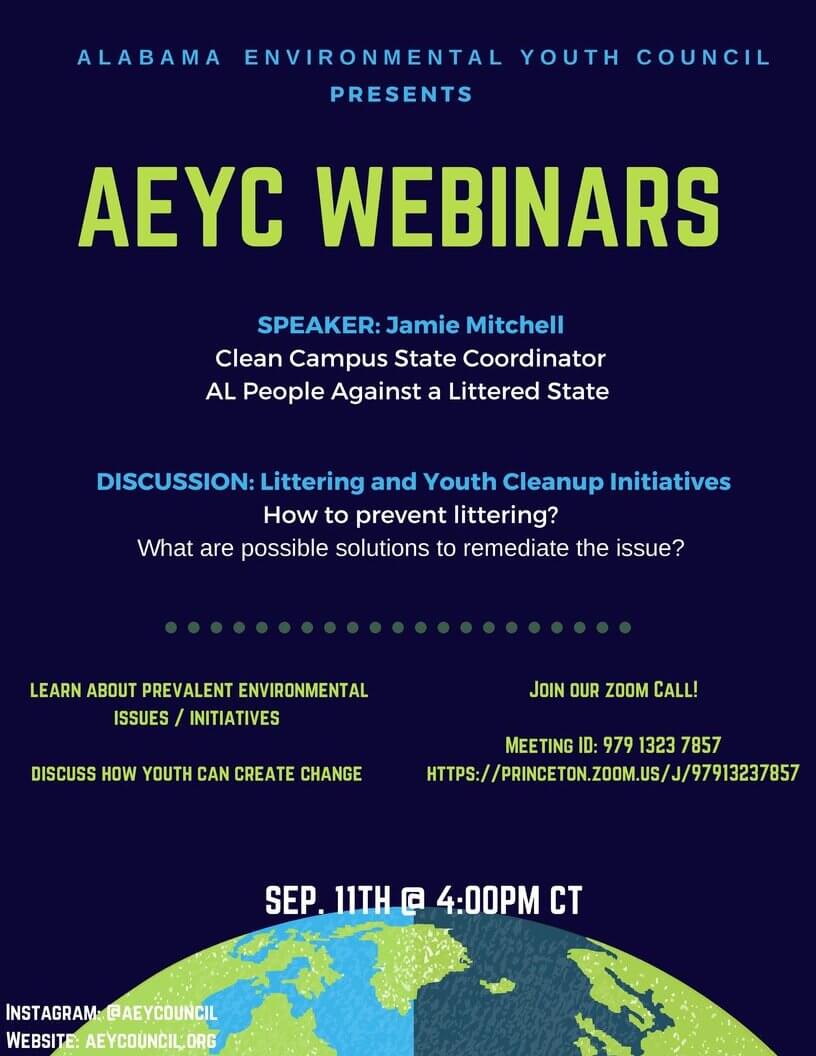 ALABAMA ENVIRONMENTAL YOUTH COUNCIL
PRESENTS
AEYC WEBINARS
SPEAKER: Jamie Mitchell
Clean Campus State Coordinator
AL People Against a Littered State
DISCUSSION: Littering and Youth Cleanup Initiatives
How to prevent littering?
What are possible solutions to remediate the issue?
LEARN ABOUT PREVALENT ENVIRONMENTAL
ISSUES / INITIATIVES
DISCUSS HOW YOUTH CAN CREATE CHANGE
JOIN OUR ZOOM CALL!
MEETING ID: 979 1323 7857
HTTPS://PRINCETON.ZOOM.US/J/97913237857
SEP. 11TH @ 4:00PM CT
INSTAGRAM: @AEYCOUNCIL
WEBSITE: AEYCOUNCIL.ORG